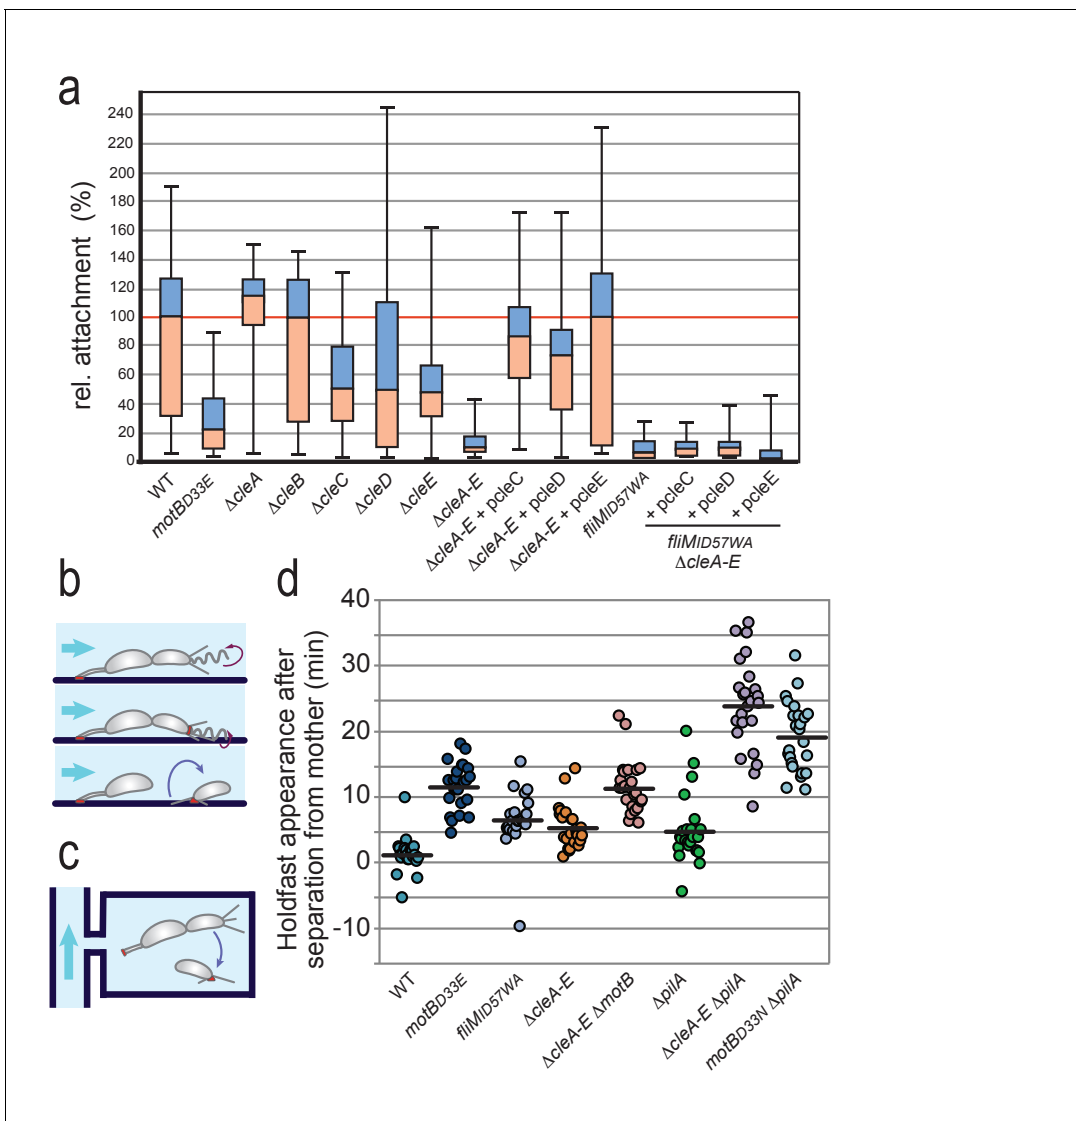 a
rel. attachment (%)
240
220
200
180
160
140
120
100
80
60
40
20
0
WT
motBD33E
ΔcleA
ΔcleB
ΔcleC
ΔcleD
ΔcleE
ΔcleA-E
ΔcleA-E + pcleC
ΔcleA-E + pcleD
ΔcleA-E + pcleE
fliMID57WA
+ pcleC
+ pcleD
+ pcleE
fliMID57WA
ΔcleA-E
b
c
d
Holdfast appearance after
separation from mother (min)
40
30
20
10
0
-10
WT
motBD33E
fliMID57WA
ΔcleA-E
ΔcleA-E ΔmotB
ΔpilA
ΔcleA-E ΔpilA
motBD33N ΔpilA